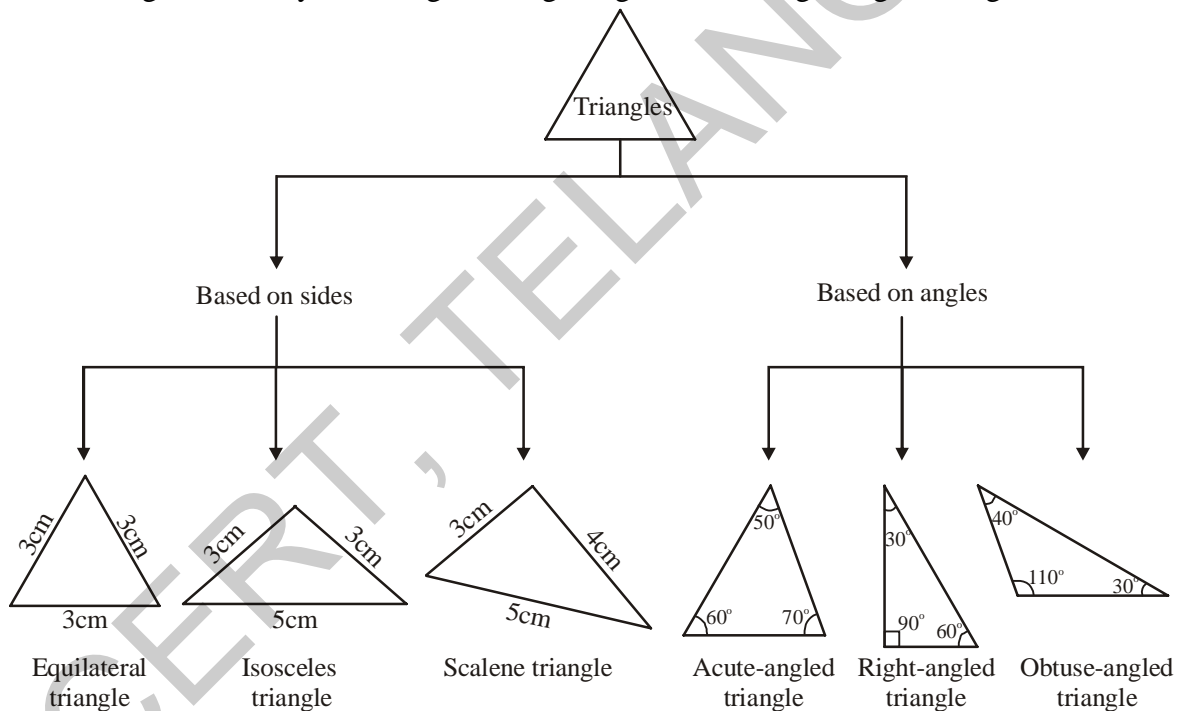 Triangles
Based on sides
Based on angles
3cm
3cm
3cm
3cm
3cm
5cm
3cm
4cm
5cm
50°
60°
70°
30°
90°
60°
40°
110°
30°
Equilateral
triangle
Isosceles
triangle
Scalene triangle
Acute-angled
triangle
Right-angled
triangle
Obtuse-angled
triangle
CERT, TELANG